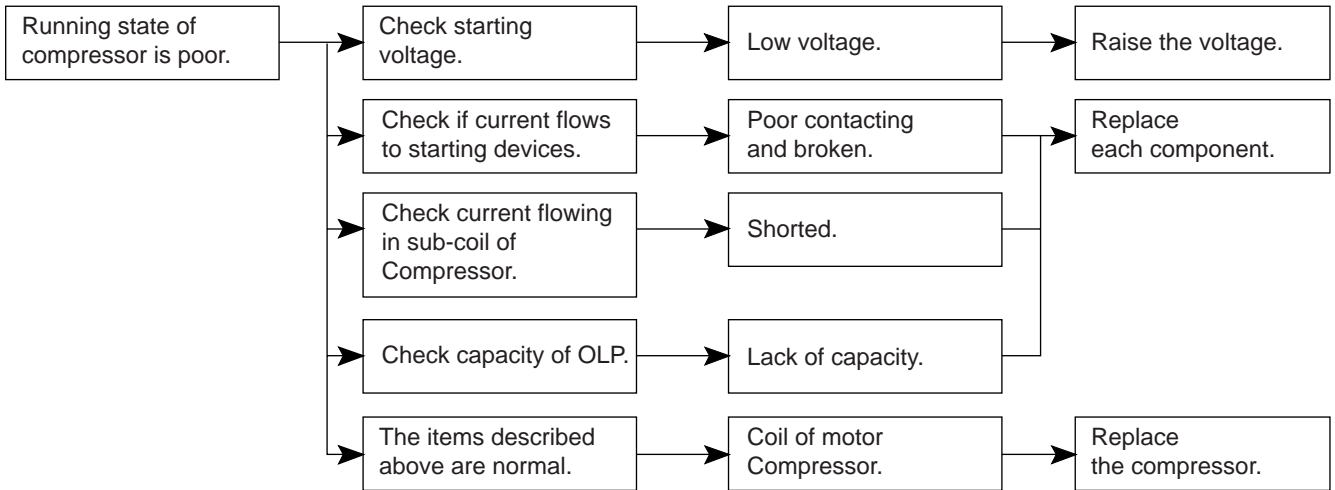 Running state of
compressor is poor.
Check starting
voltage.
Low voltage.
Raise the voltage.
Check if current flows
to starting devices.
Poor contacting
and broken.
Replace
each component.
Check current flowing
in sub-coil of
Compressor.
Shorted.
Check capacity of OLP.
Lack of capacity.
The items described
above are normal.
Coil of motor
Compressor.
Replace
the compressor.